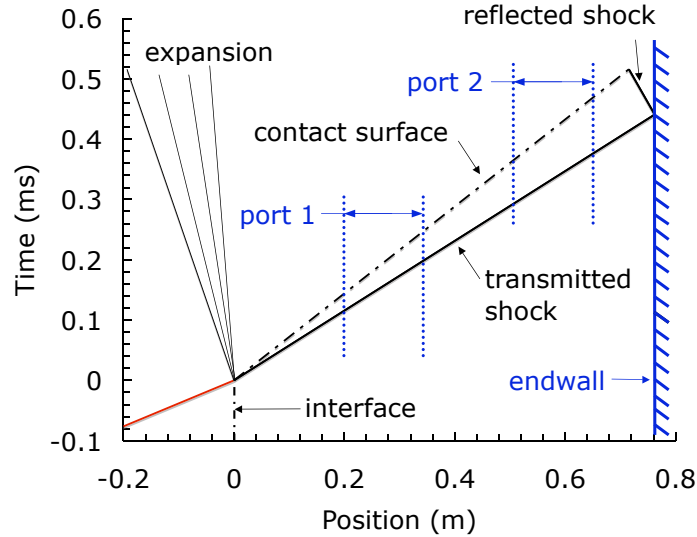 reflected shock
0.6
expansion
0.5
port 2
contact surface
0.4
0.3
port 1
Time (ms)
0.2
transmitted
shock
0.1
0
endwall
interface
-0.1
-0.2
0
0.2
0.4
0.6
0.8
Position (m)